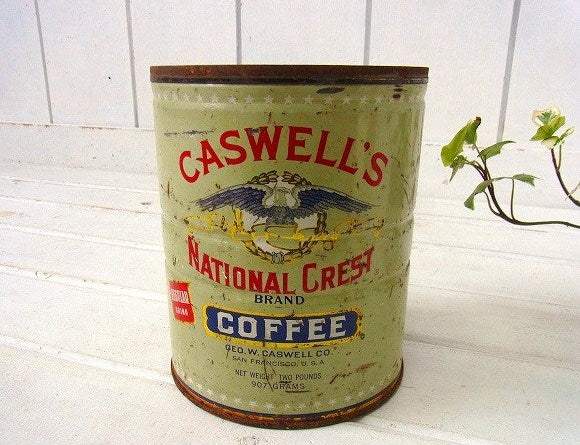 CASWELL'S
NATIONAL CREST
BRAND
COFFEE
GEO. W. CASWELL CO.
SAN FRANCISCO, U. S. A.
NET WEIGHT TWO POUNDS
907 GRAMS